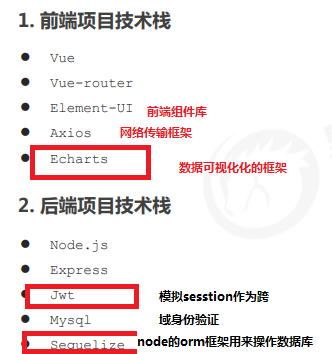 1. 前端项目技术栈
Vue
Vue-router
Element-UI 前端组件库
Axios 网络传输框架
Echarts 数据可视化化的框架
2. 后端项目技术栈
Node.js
Express
Jwt 模拟sesstion作为跨
Mysql 域身份验证
Sequelize node的orm框架用来操作数据库